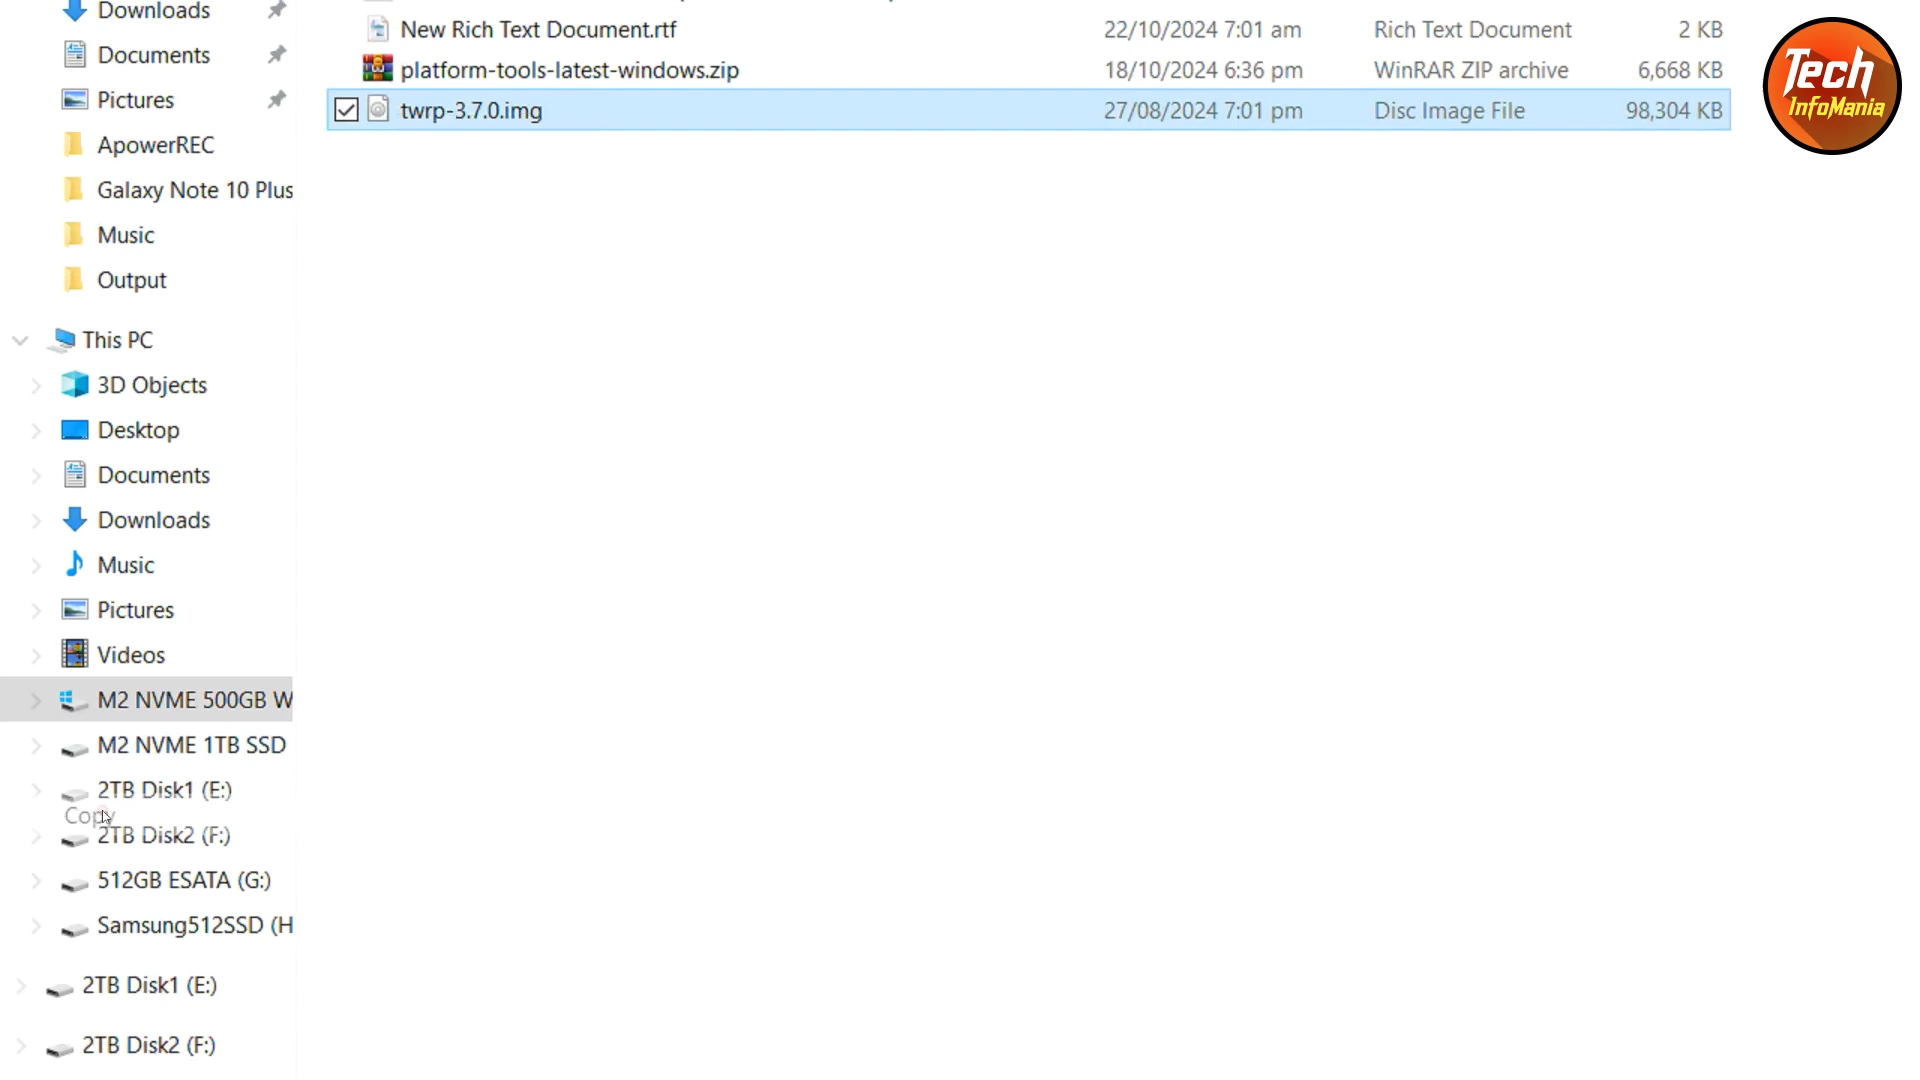 Downloads
Documents
Pictures
ApowerREC
Galaxy Note 10 Plus
Music
Output
This PC
3D Objects
Desktop
Documents
Downloads
Music
Pictures
Videos
M2 NVME 500GB W
M2 NVME 1TB SSD
2TB Disk1 (E:)
Copy
2TB Disk2 (F:)
512GB ESATA (G:)
Samsung512SSD (H
2TB Disk1 (E:)
2TB Disk2 (F:)
New Rich Text Document.rtf 22/10/2024 7:01 am Rich Text Document 2 KB
platform-tools-latest-windows.zip 18/10/2024 6:36 pm WinRAR ZIP archive 6,668 KB
twrp-3.7.0.img 27/08/2024 7:01 pm Disc Image File 98,304 KB
Tech
InfoMania